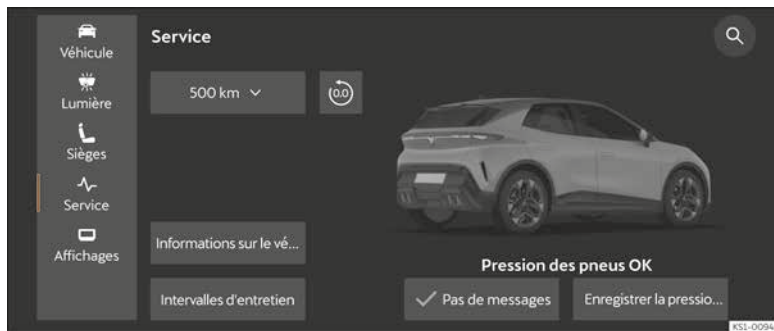 Véhicule
Lumière
Sièges
Service
Affichages
Service
500 km
(0.0)
Informations sur le vé...
Intervalles d'entretien
Pression des pneus OK
Pas de messages
Enregistrer la pressio...
KS1-0094